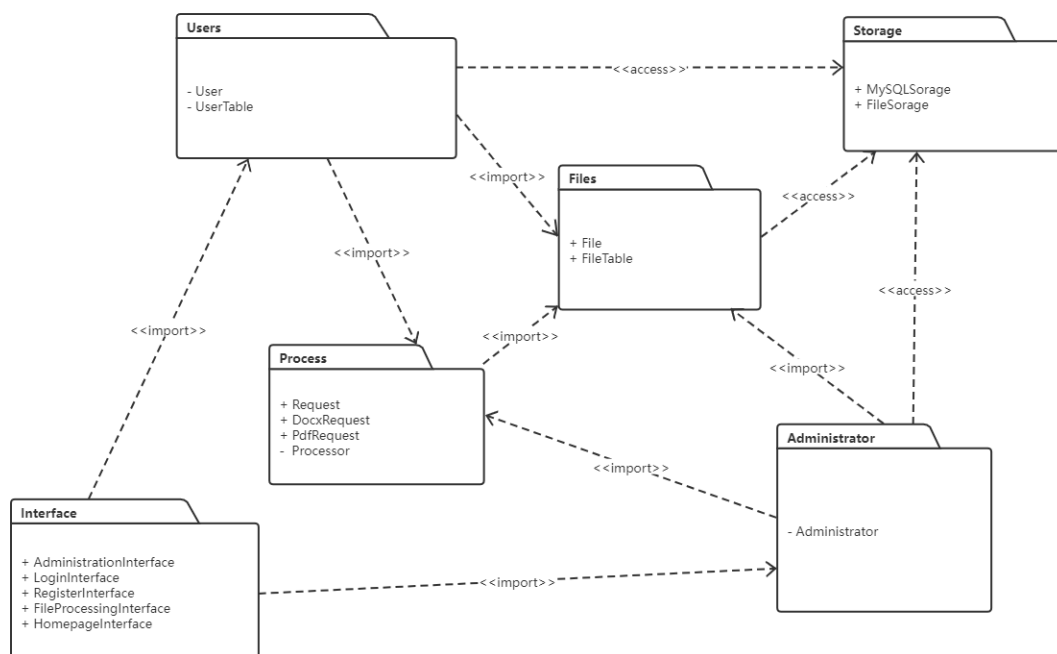 Users
- User
- UserTable
Storage
+ MySQLSorage
+ FileSorage
<<access>>
<<import>>
Files
+ File
+ FileTable
<<access>>
<<import>>
<<access>>
<<import>>
<<import>>
Process
+ Request
+ DocxRequest
+ PdfRequest
- Processor
<<import>>
Administrator
- Administrator
<<import>>
Interface
+ AdministrationInterface
+ LoginInterface
+ RegisterInterface
+ FileProcessingInterface
+ HomepageInterface
<<import>>